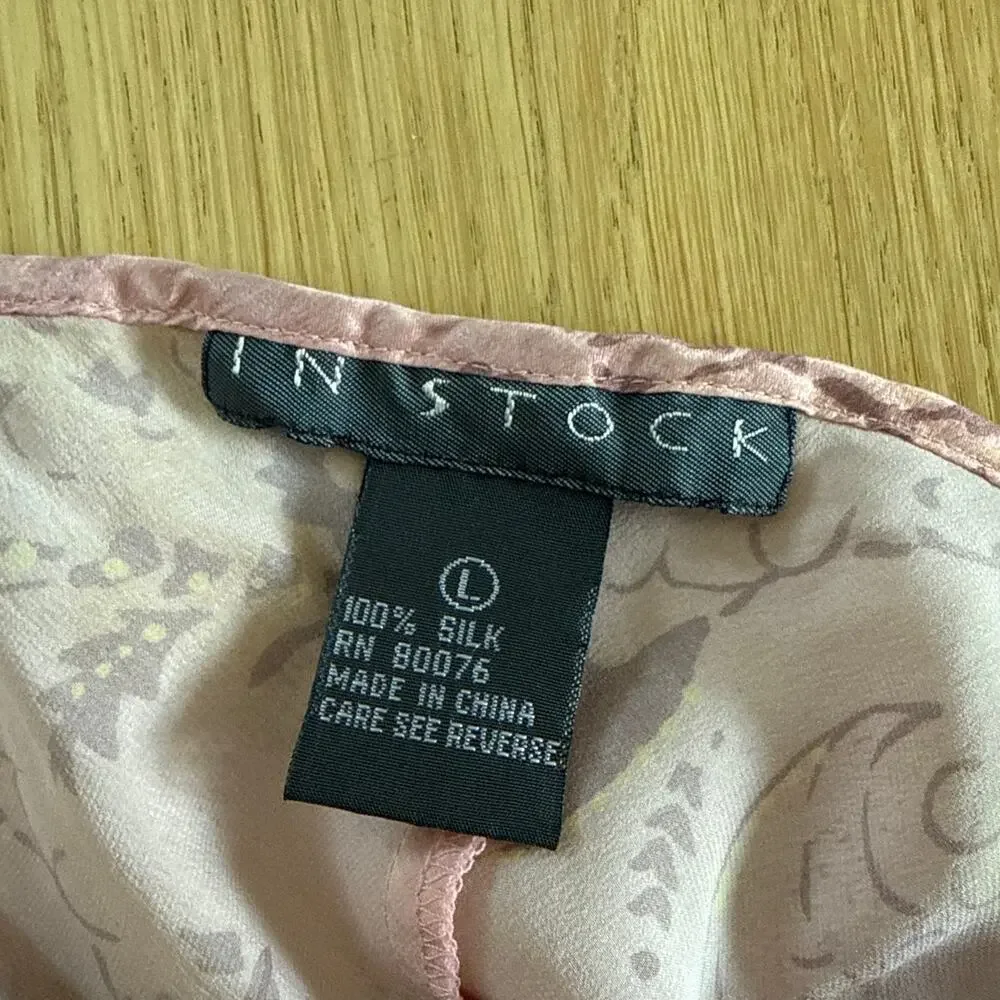 IN STOCK
L
100% SILK
RN 80076
MADE IN CHINA
CARE SEE REVERSE